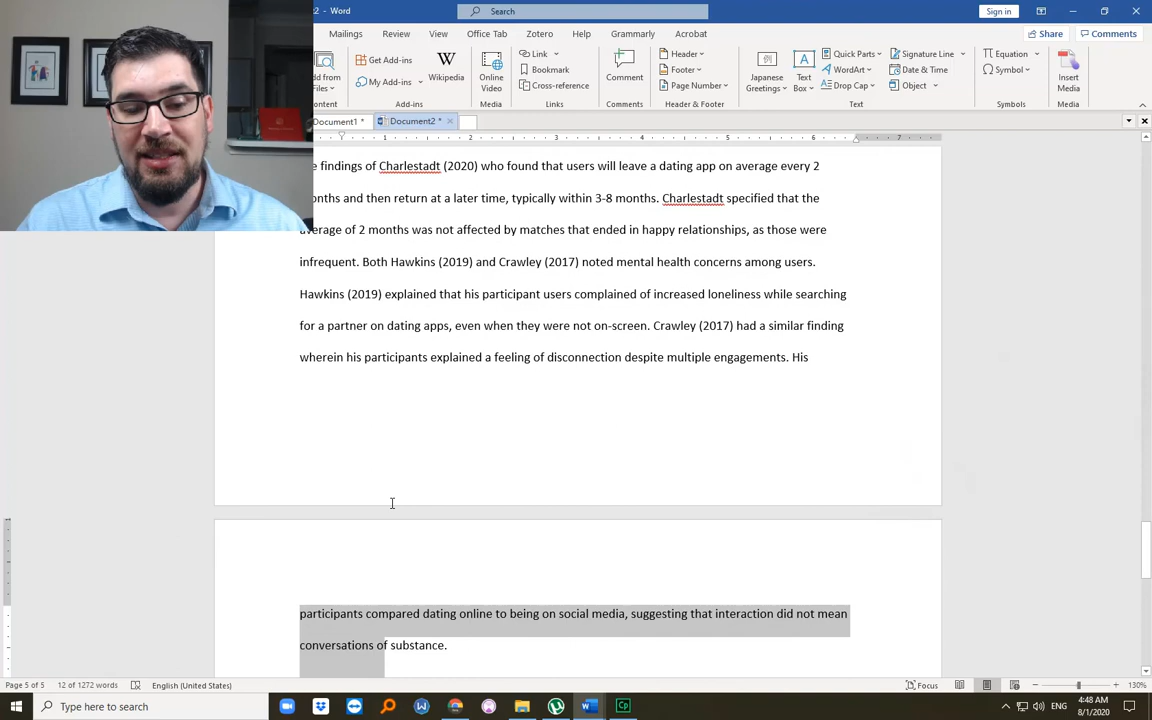 2 - Word
Search
Sign in
Mailings Review View Office Tab Zotero Help Grammarly Acrobat
Share Comments
Get Add-ins
My Add-ins
Wikipedia
Online Video
Link
Bookmark
Cross-reference
Comment
Header
Footer
Page Number
Japanese Greetings
Text Box
Quick Parts
WordArt
Drop Cap
Signature Line
Date & Time
Object
Equation
Symbol
Insert Media
Files
Add-ins Media Links Comments Header & Footer Text Symbols Media
Document1 * Document2 *
1 2 3 4 5 6 7
findings of Charlestadt (2020) who found that users will leave a dating app on average every 2
months and then return at a later time, typically within 3-8 months. Charlestadt specified that the
average of 2 months was not affected by matches that ended in happy relationships, as those were
infrequent. Both Hawkins (2019) and Crawley (2017) noted mental health concerns among users.
Hawkins (2019) explained that his participant users complained of increased loneliness while searching
for a partner on dating apps, even when they were not on-screen. Crawley (2017) had a similar finding
wherein his participants explained a feeling of disconnection despite multiple engagements. His
participants compared dating online to being on social media, suggesting that interaction did not mean
conversations of substance.
Page 5 of 5 12 of 1272 words English (United States) Focus 130%
Type here to search
ENG
4:48 AM
8/1/2020